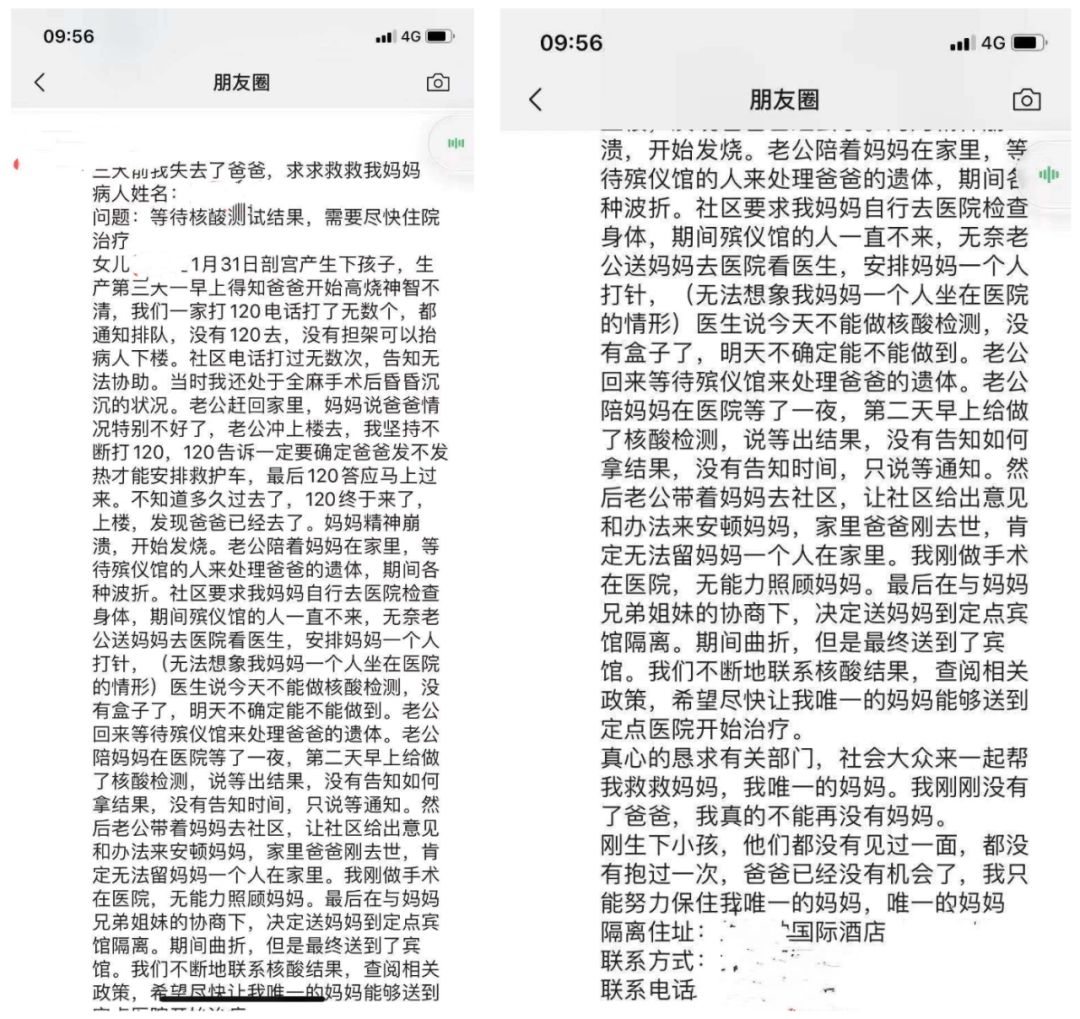 09:56
4G
朋友圈
三天前我失去了爸爸，求求救救我妈妈
病人姓名：
问题：等待核酸测试结果，需要尽快住院
治疗
女儿
1月31日剖宫产生下孩子，生
产第三天一早上得知爸爸开始高烧神智不
清，我们一家打120电话打了无数个，都
通知排队，没有120去，没有担架可以抬
病人下楼。社区电话打过无数次，告知无
法协助。当时我还处于全麻手术后昏昏沉
沉的状况。老公赶回家里，妈妈说爸爸情
况特别不好了，老公冲上楼去，我坚持不
断打120，120告诉一定要确定爸爸发不发
热才能安排救护车，最后120答应马上过
来。不知道多久过去了，120终于来了，
上楼，发现爸爸已经去了。妈妈精神崩
溃，开始发烧。老公陪着妈妈在家里，等
待殡仪馆的人来处理爸爸的遗体，期间各
种波折。社区要求我妈妈自行去医院检查
身体，期间殡仪馆的人一直不来，无奈老
公送妈妈去医院看医生，安排妈妈一个人
打针，（无法想象我妈妈一个人坐在医院
的情形）医生说今天不能做核酸检测，没
有盒子了，明天不确定能不能做到。老公
回来等待殡仪馆来处理爸爸的遗体。老公
陪妈妈在医院等了一夜，第二天早上给做
了核酸检测，说等出结果，没有告知如何
拿结果，没有告知时间，只说等通知。然
后老公带着妈妈去社区，让社区给出意见
和办法来安顿妈妈，家里爸爸刚去世，肯
定无法留妈妈一个人在家里。我刚做手术
在医院，无能力照顾妈妈。最后在与妈妈
兄弟姐妹的协商下，决定送妈妈到定点宾
馆隔离。期间曲折，但是最终送到了宾
馆。我们不断地联系核酸结果，查阅相关
政策，希望尽快让我唯一的妈妈能够送到
09:56
4G
朋友圈
溃，开始发烧。老公陪着妈妈在家里，等
待殡仪馆的人来处理爸爸的遗体，期间各
种波折。社区要求我妈妈自行去医院检查
身体，期间殡仪馆的人一直不来，无奈老
公送妈妈去医院看医生，安排妈妈一个人
打针，（无法想象我妈妈一个人坐在医院
的情形）医生说今天不能做核酸检测，没
有盒子了，明天不确定能不能做到。老公
回来等待殡仪馆来处理爸爸的遗体。老公
陪妈妈在医院等了一夜，第二天早上给做
了核酸检测，说等出结果，没有告知如何
拿结果，没有告知时间，只说等通知。然
后老公带着妈妈去社区，让社区给出意见
和办法来安顿妈妈，家里爸爸刚去世，肯
定无法留妈妈一个人在家里。我刚做手术
在医院，无能力照顾妈妈。最后在与妈妈
兄弟姐妹的协商下，决定送妈妈到定点宾
馆隔离。期间曲折，但是最终送到了宾
馆。我们不断地联系核酸结果，查阅相关
政策，希望尽快让我唯一的妈妈能够送到
定点医院开始治疗。
真心的恳求有关部门，社会大众来一起帮
我救救妈妈，我唯一的妈妈。我刚刚没有
了爸爸，我真的不能再没有妈妈。
刚生下小孩，他们都没有见过一面，都没
有抱过一次，爸爸已经没有机会了，我只
能努力保住我唯一的妈妈，唯一的妈妈
隔离住址：
国际酒店
联系方式：
联系电话